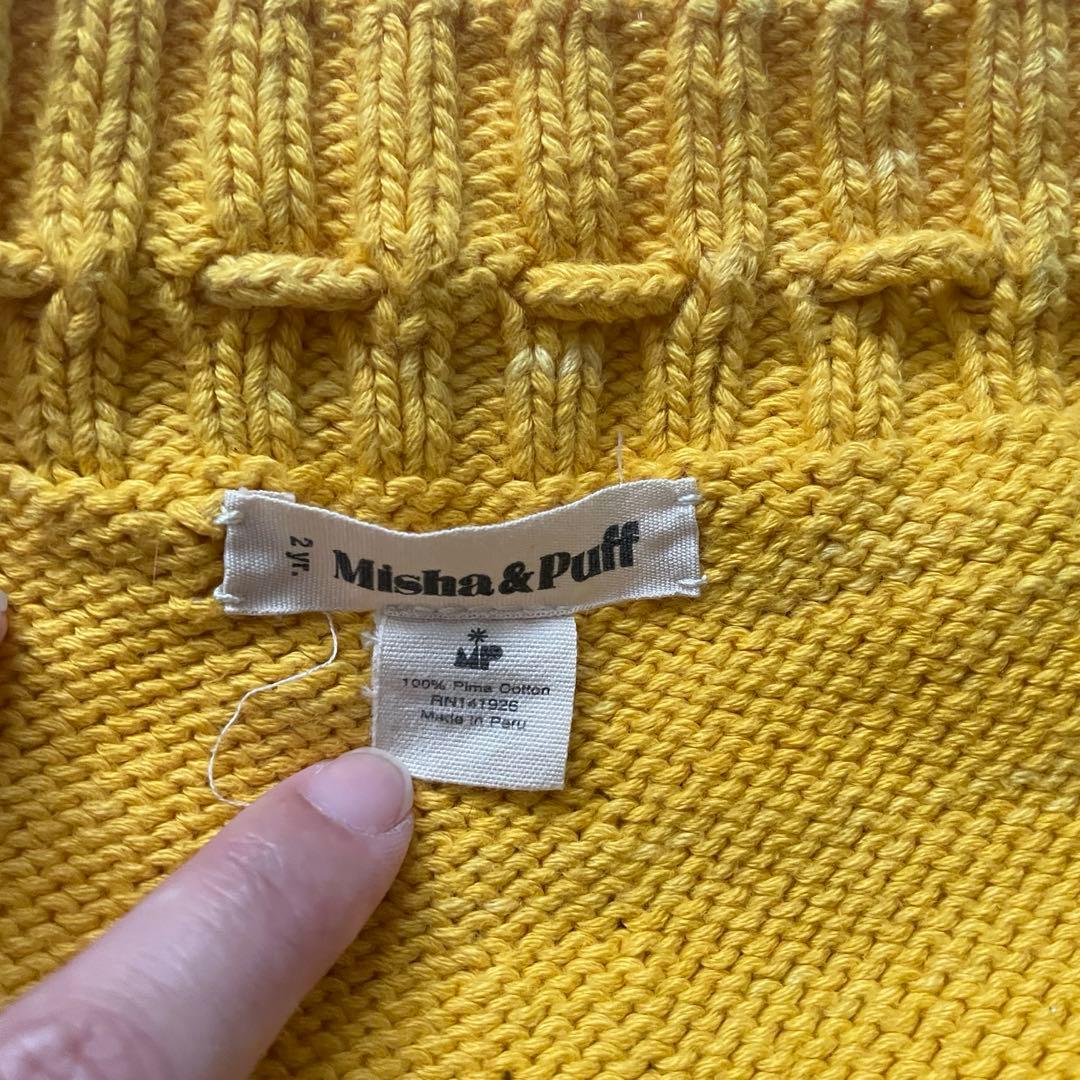 2 yr.
Misha & Puff
MP
100% Pima Cotton
RN141926
Made in Peru